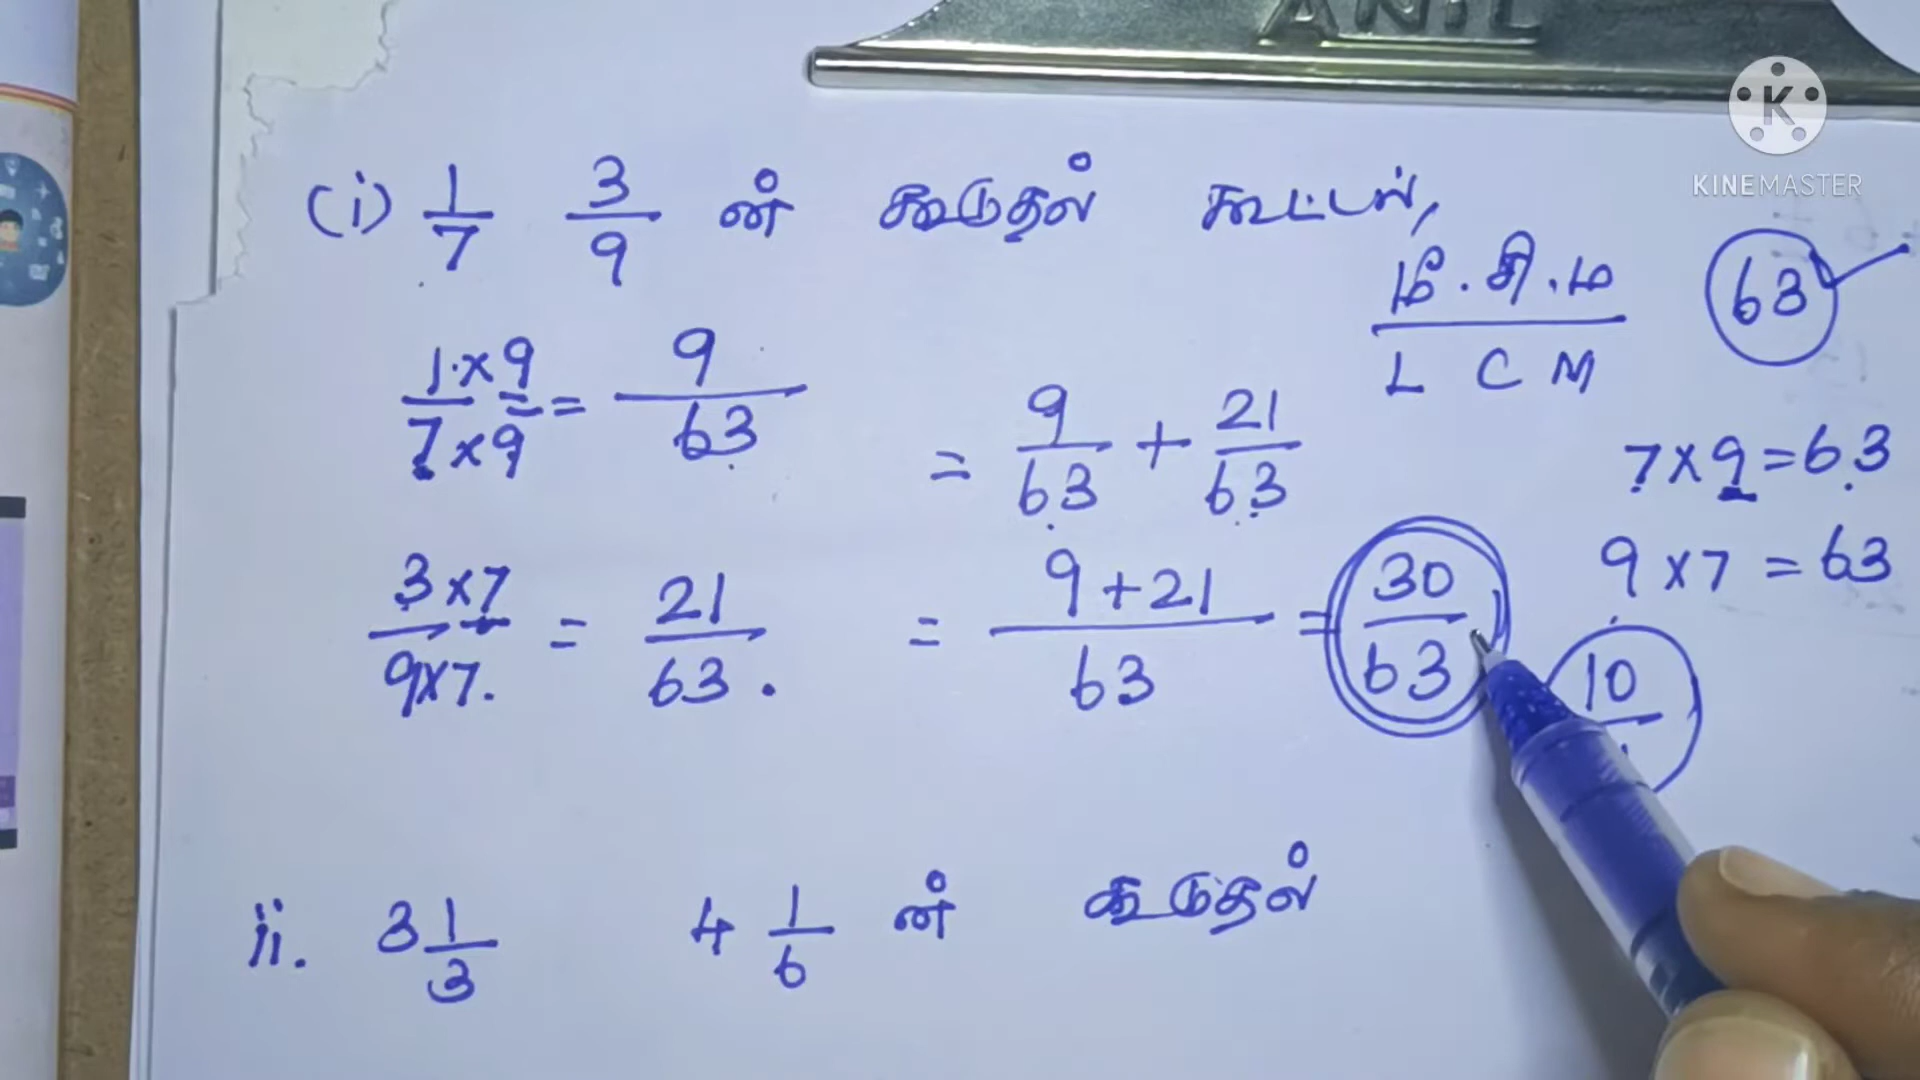 ANIL
KINEMASTER
(i) 1/7 3/9 ன் கூடுதல் கூட்டல்,
மீ.சி.ம
L C M
63
1×9/7×9 = 9/63
= 9/63 + 21/63
7×9=63
9×7=63
3×7/9×7. = 21/63.
= 9+21/63 = 30/63
10
ii. 3 1/3 4 1/6 ன் கூடுதல்